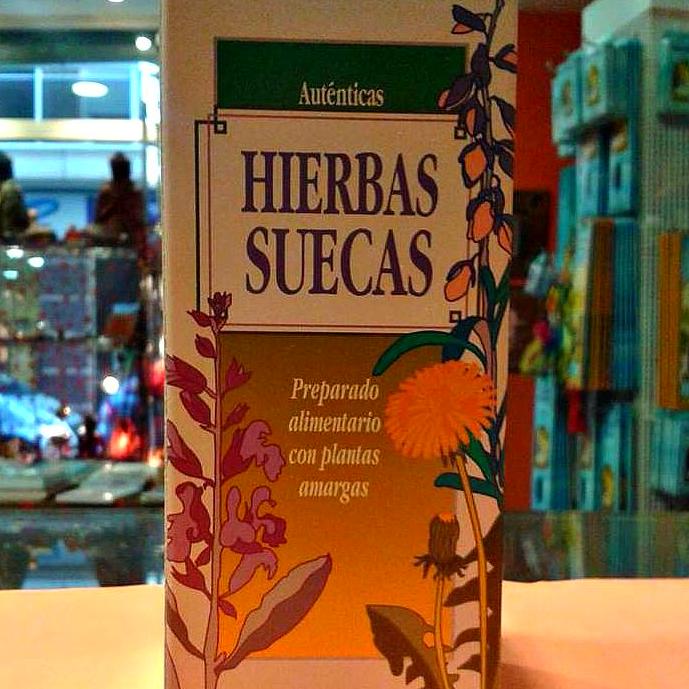 Auténticas
HIERBAS
SUECAS
Preparado
alimentario
con plantas
amargas